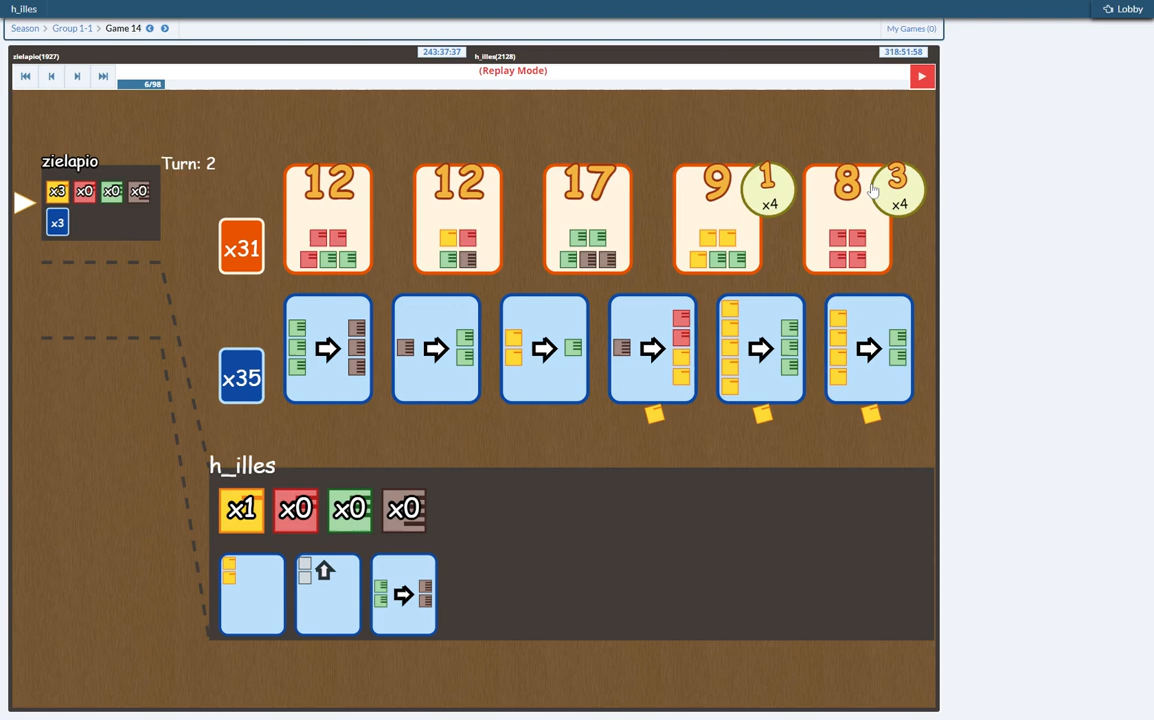 h_illes
Lobby
Season > Group 1-1 > Game 14
My Games (0)
zielapio(1927)
243:37:37
h_illes(2128)
318:51:58
(Replay Mode)
6/98
zielapio
Turn: 2
x3 x0 x0 x0
x3
x31
12
12
17
9
1
x4
8
3
x4
x35
h_illes
x1 x0 x0 x0